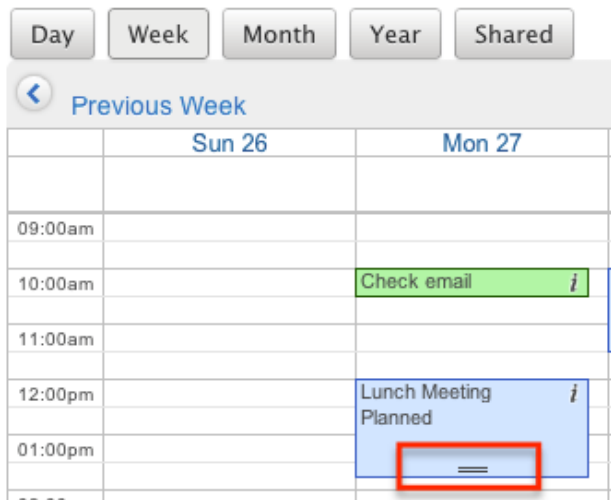 Day Week Month Year Shared
Previous Week
Sun 26 Mon 27
09:00am
10:00am Check email i
11:00am
12:00pm Lunch Meeting i
Planned
01:00pm